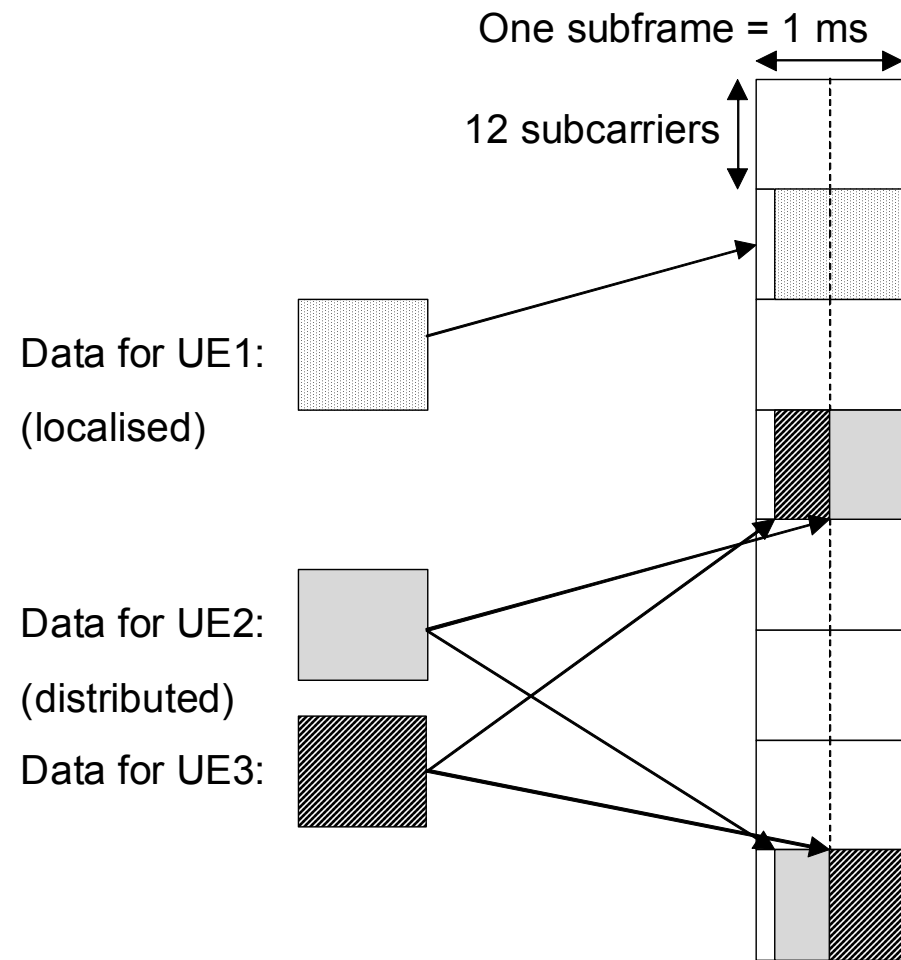 One subframe = 1 ms
12 subcarriers
Data for UE1:
(localised)
Data for UE2:
(distributed)
Data for UE3: